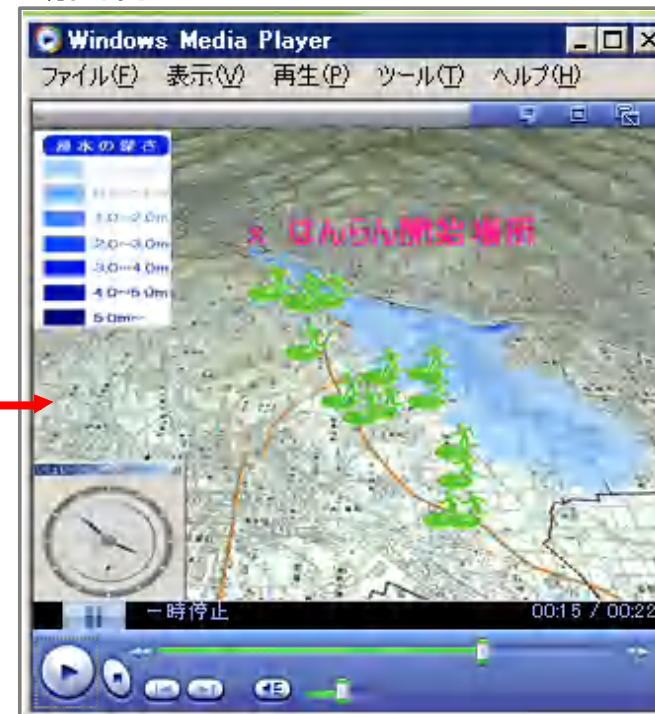 Windows Media Player
ファイル(F) 表示(V) 再生(P) ツール(T) ヘルプ(H)
浸水の深さ
1.0~2.0m
2.0~3.0m
3.0~4.0m
4.0~5.0m
5.0m~
× はんらん開始場所
一時停止
00:15 / 00:22